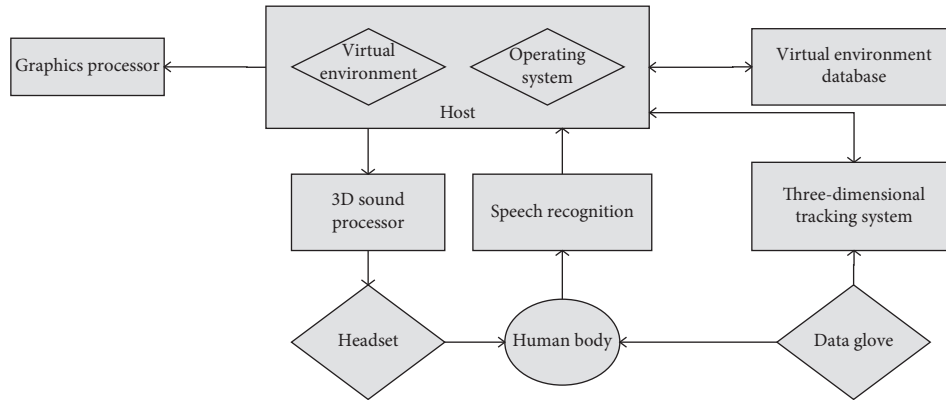 Graphics processor
Virtual
environment
Operating
system
Host
Virtual environment
database
3D sound
processor
Speech recognition
Three-dimensional
tracking system
Headset
Human body
Data glove